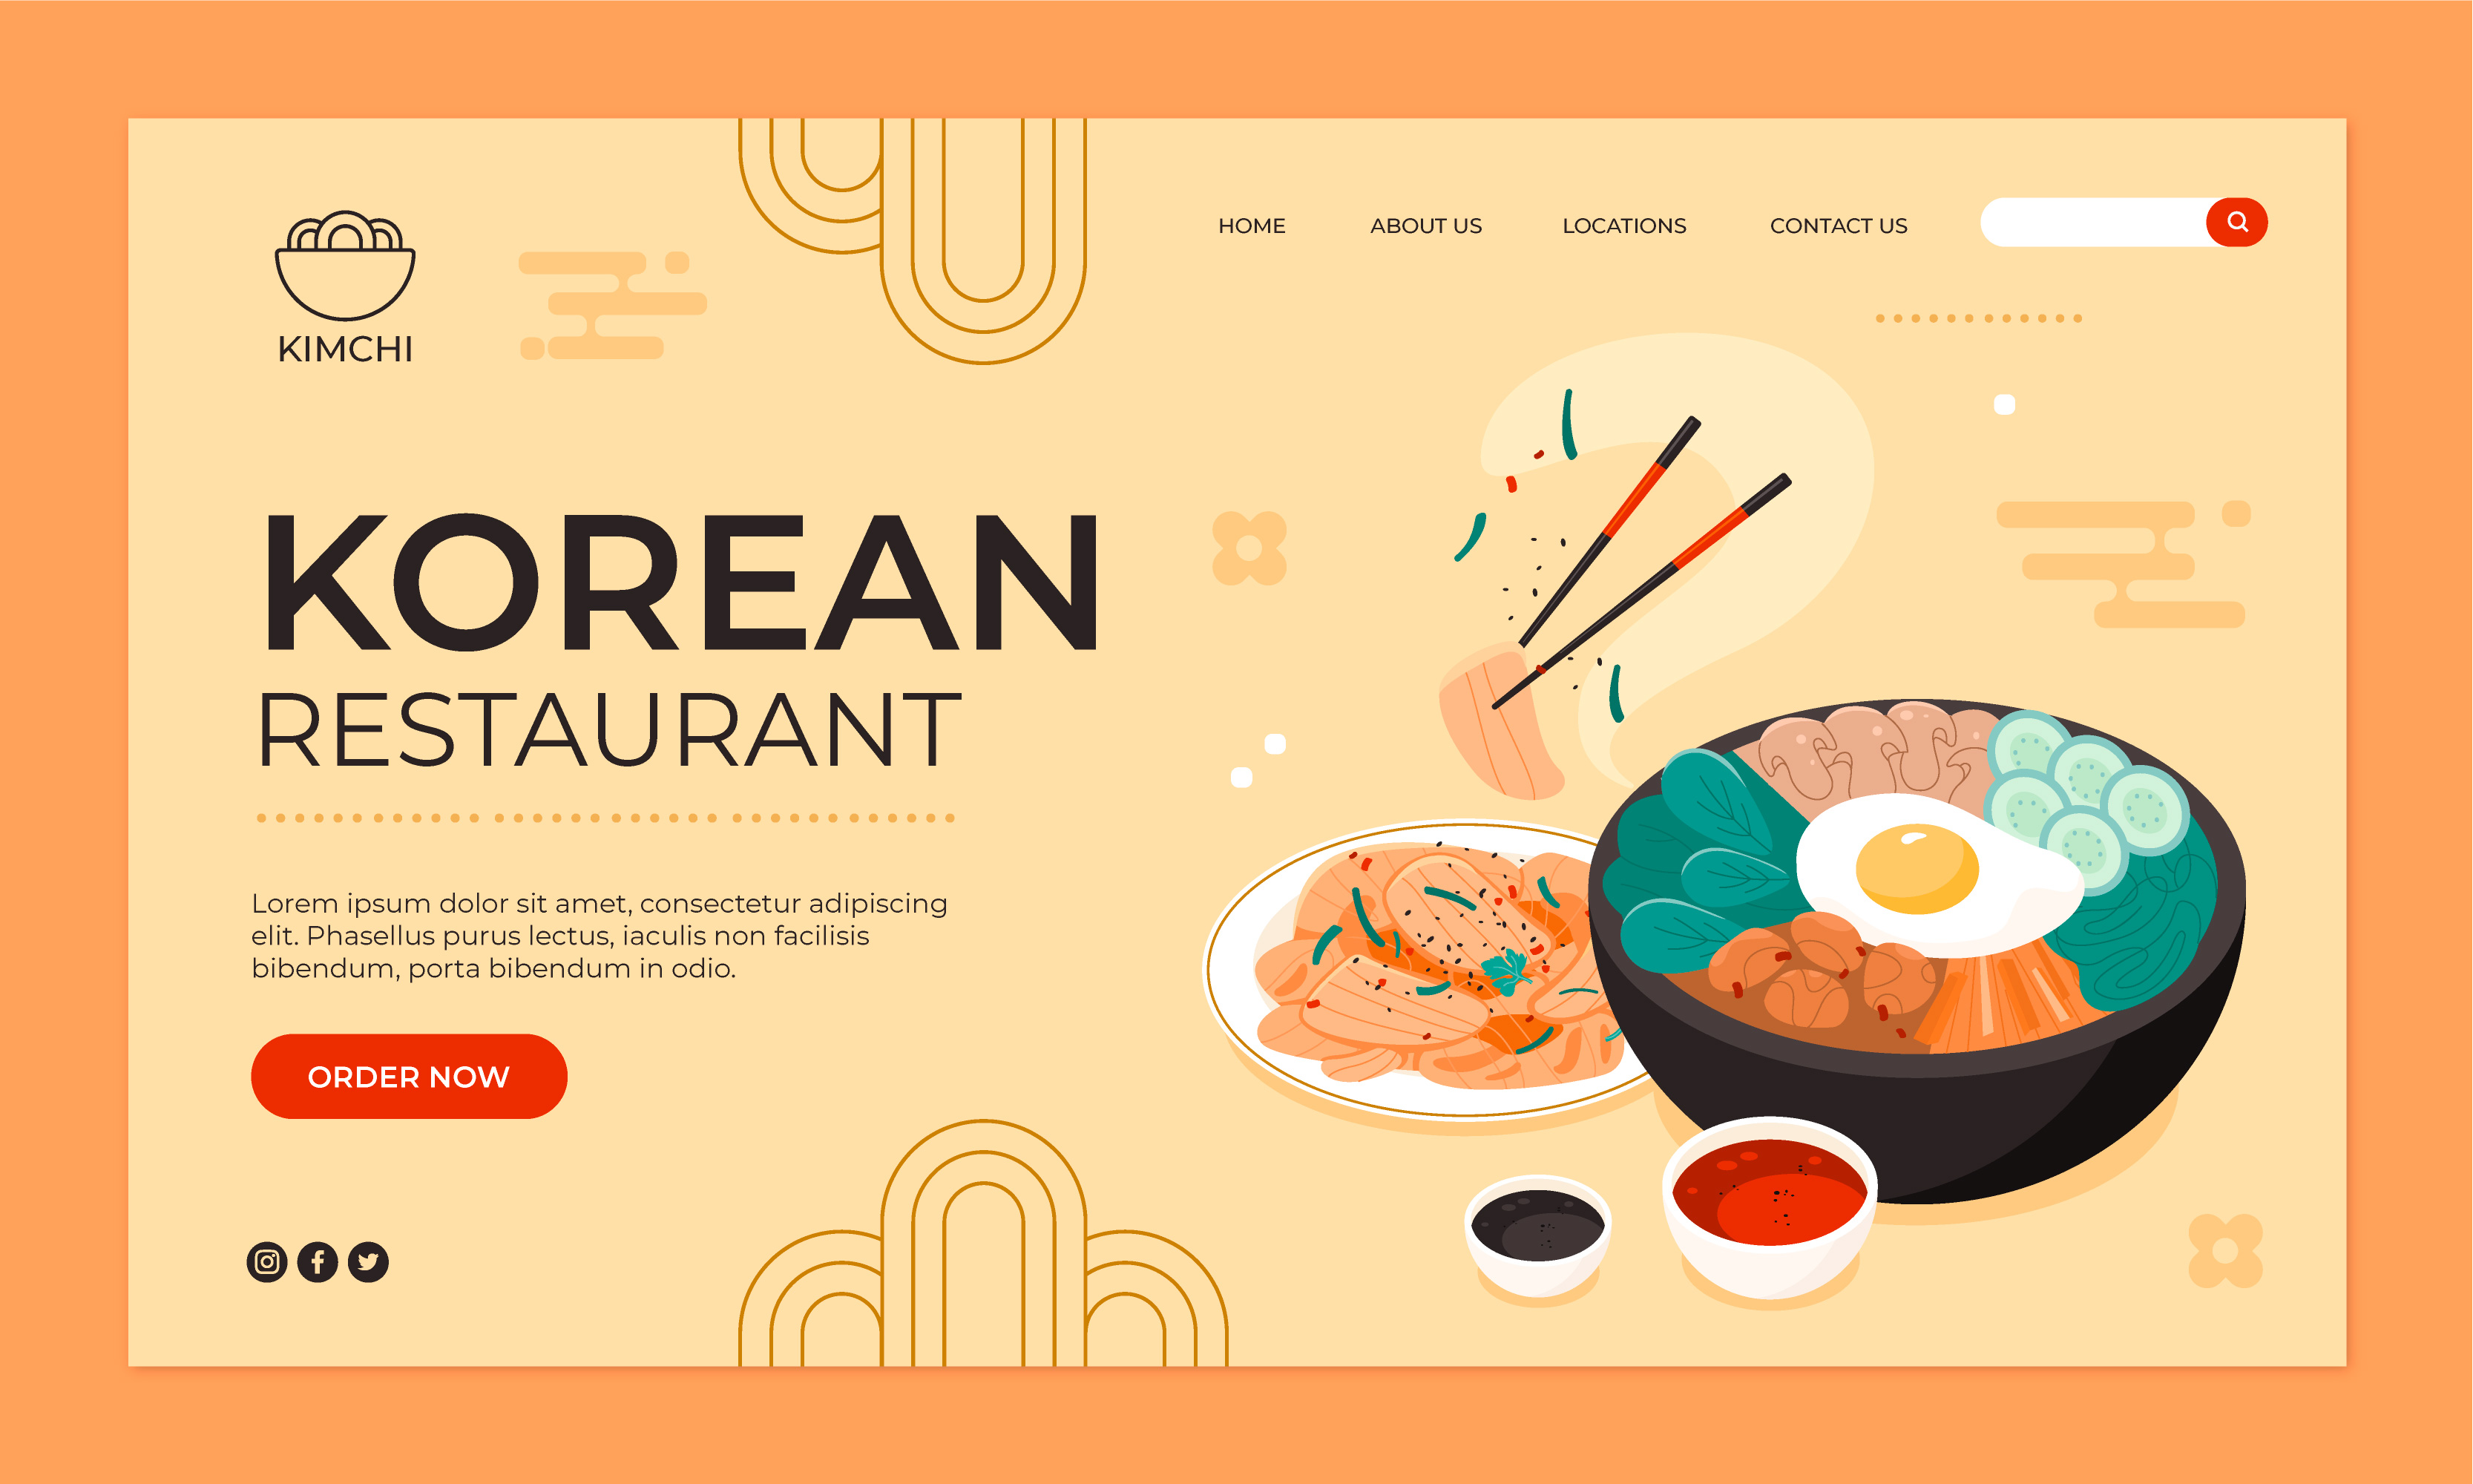 KIMCHI
HOME
ABOUT US
LOCATIONS
CONTACT US
KOREAN
RESTAURANT
Lorem ipsum dolor sit amet, consectetur adipiscing
elit. Phasellus purus lectus, iaculis non facilisis
bibendum, porta bibendum in odio.
ORDER NOW